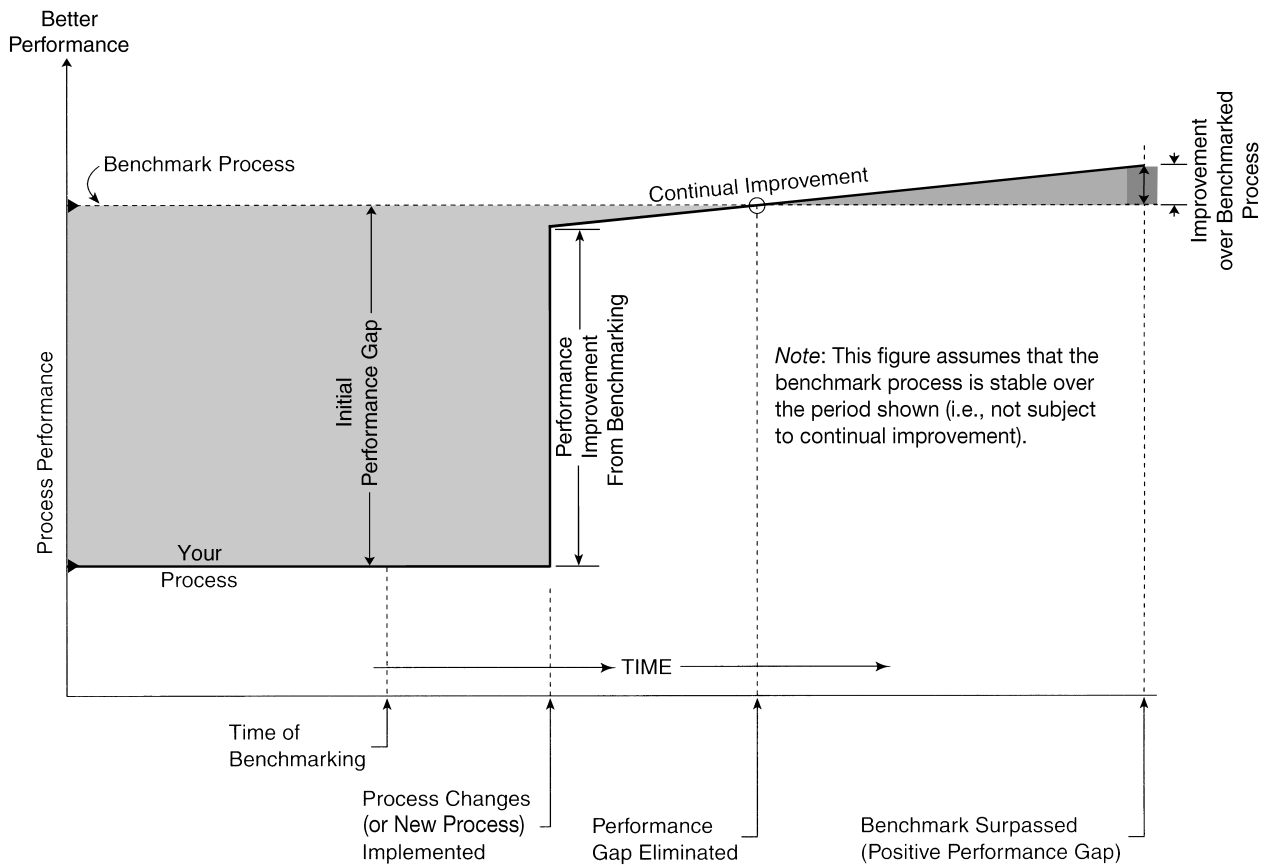 Better
Performance
Benchmark Process
Continual Improvement
Improvement
over Benchmarked
Process
Process Performance
Initial
Performance Gap
Performance
Improvement
From Benchmarking
Note: This figure assumes that the
benchmark process is stable over
the period shown (i.e., not subject
to continual improvement).
Your
Process
TIME
Time of
Benchmarking
Process Changes
(or New Process)
Implemented
Performance
Gap Eliminated
Benchmark Surpassed
(Positive Performance Gap)